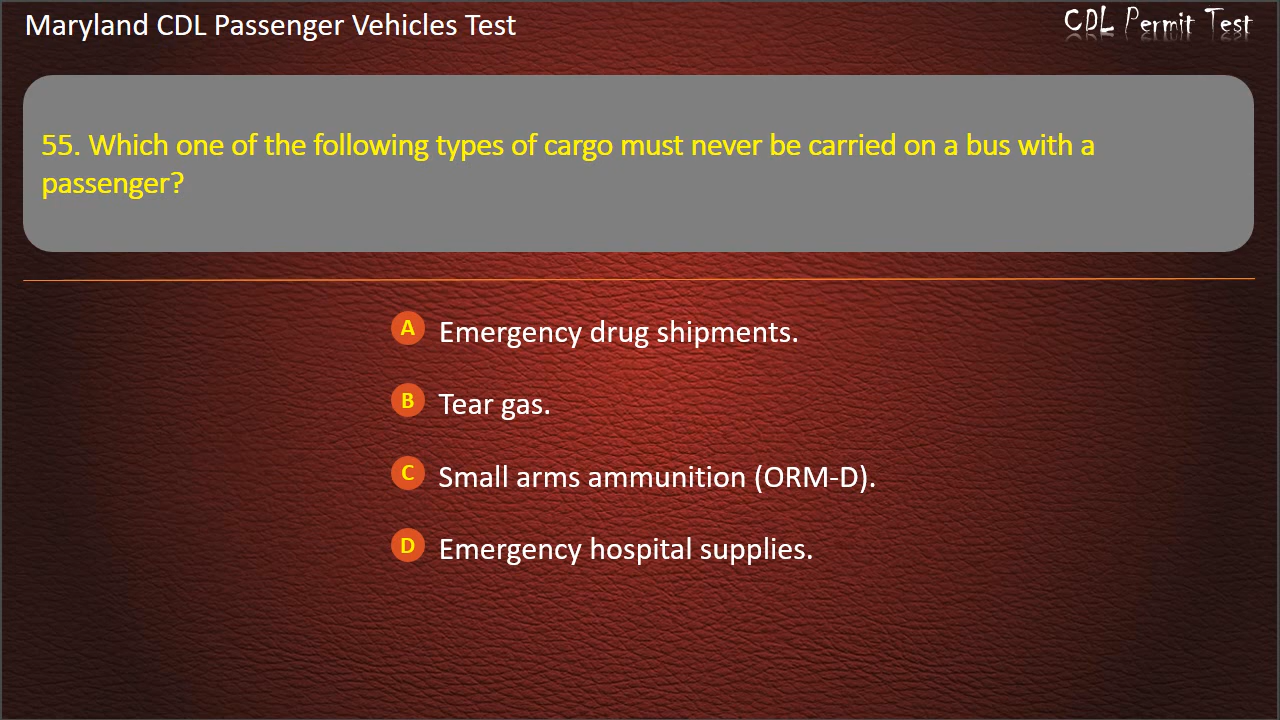 Maryland CDL Passenger Vehicles Test
CDL Permit Test
55. Which one of the following types of cargo must never be carried on a bus with a
passenger?
A Emergency drug shipments.
B Tear gas.
C Small arms ammunition (ORM-D).
D Emergency hospital supplies.